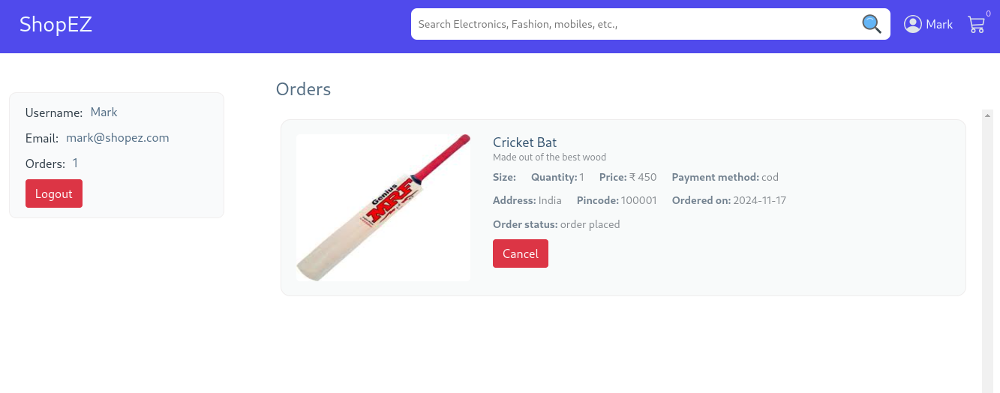 ShopEZ
Search Electronics, Fashion, mobiles, etc.,
Mark
0
Username: Mark
Email: mark@shopez.com
Orders: 1
Logout
Orders
Genius
MRF
Cricket Bat
Made out of the best wood
Size: Quantity: 1 Price: ₹ 450 Payment method: cod
Address: India Pincode: 100001 Ordered on: 2024-11-17
Order status: order placed
Cancel